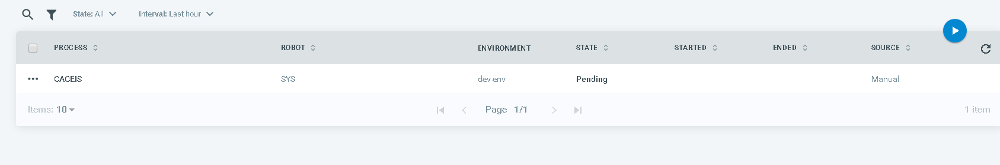 State: All Interval: Last hour
PROCESS ROBOT ENVIRONMENT STATE STARTED ENDED SOURCE
CACEIS SYS dev env Pending Manual
Items: 10 Page 1/1 1 item